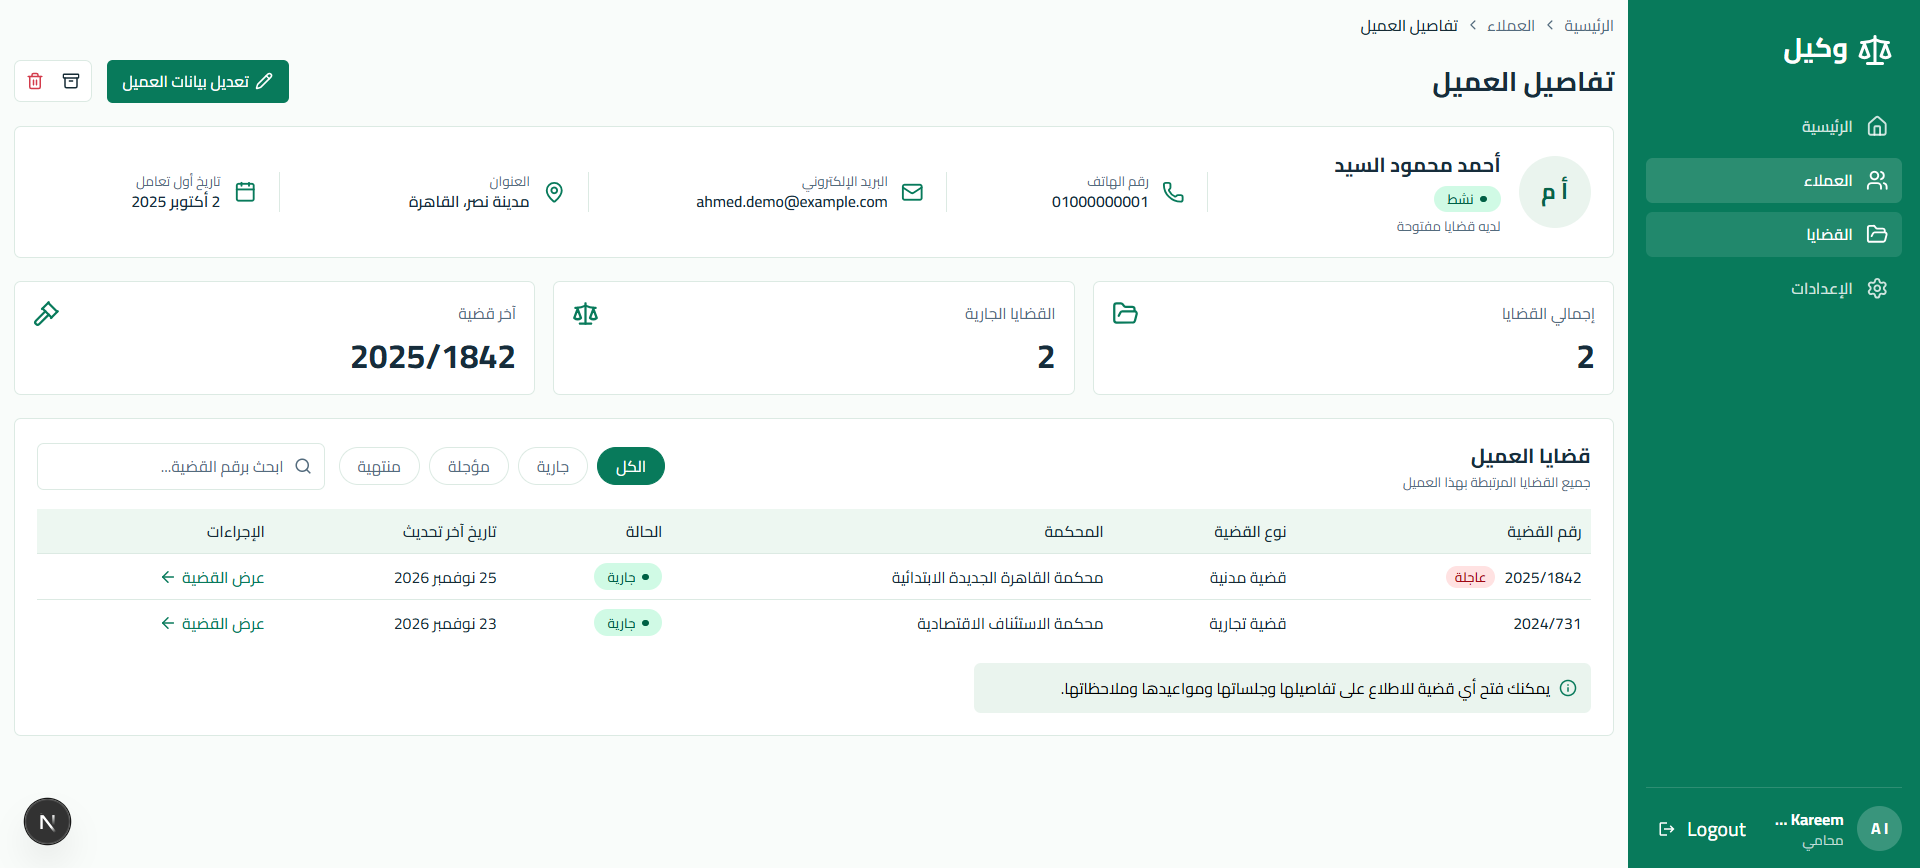 وكيل
الرئيسية
العملاء
القضايا
الإعدادات
AI
Kareem ...
محامي
Logout
الرئيسية > العملاء > تفاصيل العميل
تفاصيل العميل
تعديل بيانات العميل
أ م
أحمد محمود السيد
نشط
لديه قضايا مفتوحة
رقم الهاتف
01000000001
البريد الإلكتروني
ahmed.demo@example.com
العنوان
مدينة نصر، القاهرة
تاريخ أول تعامل
2 أكتوبر 2025
إجمالي القضايا
2
القضايا الجارية
2
آخر قضية
2025/1842
قضايا العميل
جميع القضايا المرتبطة بهذا العميل
الكل
جارية
مؤجلة
منتهية
ابحث برقم القضية...
رقم القضية نوع القضية المحكمة الحالة تاريخ آخر تحديث الإجراءات
2025/1842 عاجلة قضية مدنية محكمة القاهرة الجديدة الابتدائية جارية 25 نوفمبر 2026 عرض القضية
2024/731 قضية تجارية محكمة الاستئناف الاقتصادية جارية 23 نوفمبر 2026 عرض القضية
يمكنك فتح أي قضية للاطلاع على تفاصيلها وجلساتها ومواعيدها وملاحظاتها.
N